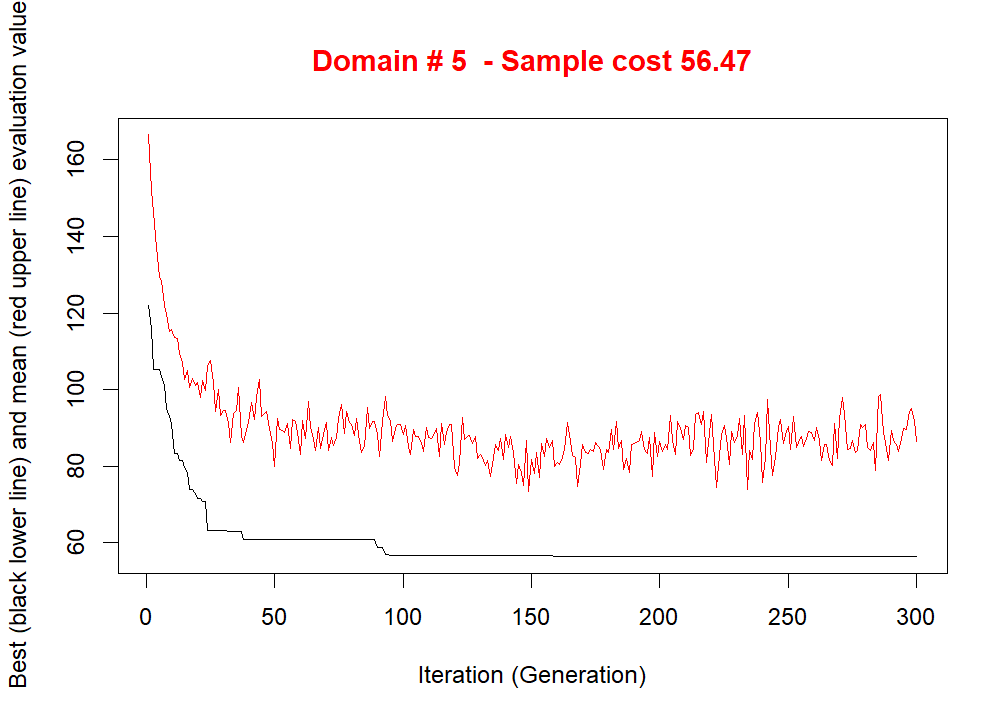 Domain # 5  - Sample cost 56.47
Best (black lower line) and mean (red upper line) evaluation value
160
140
120
100
80
60
0 50 100 150 200 250 300
Iteration (Generation)